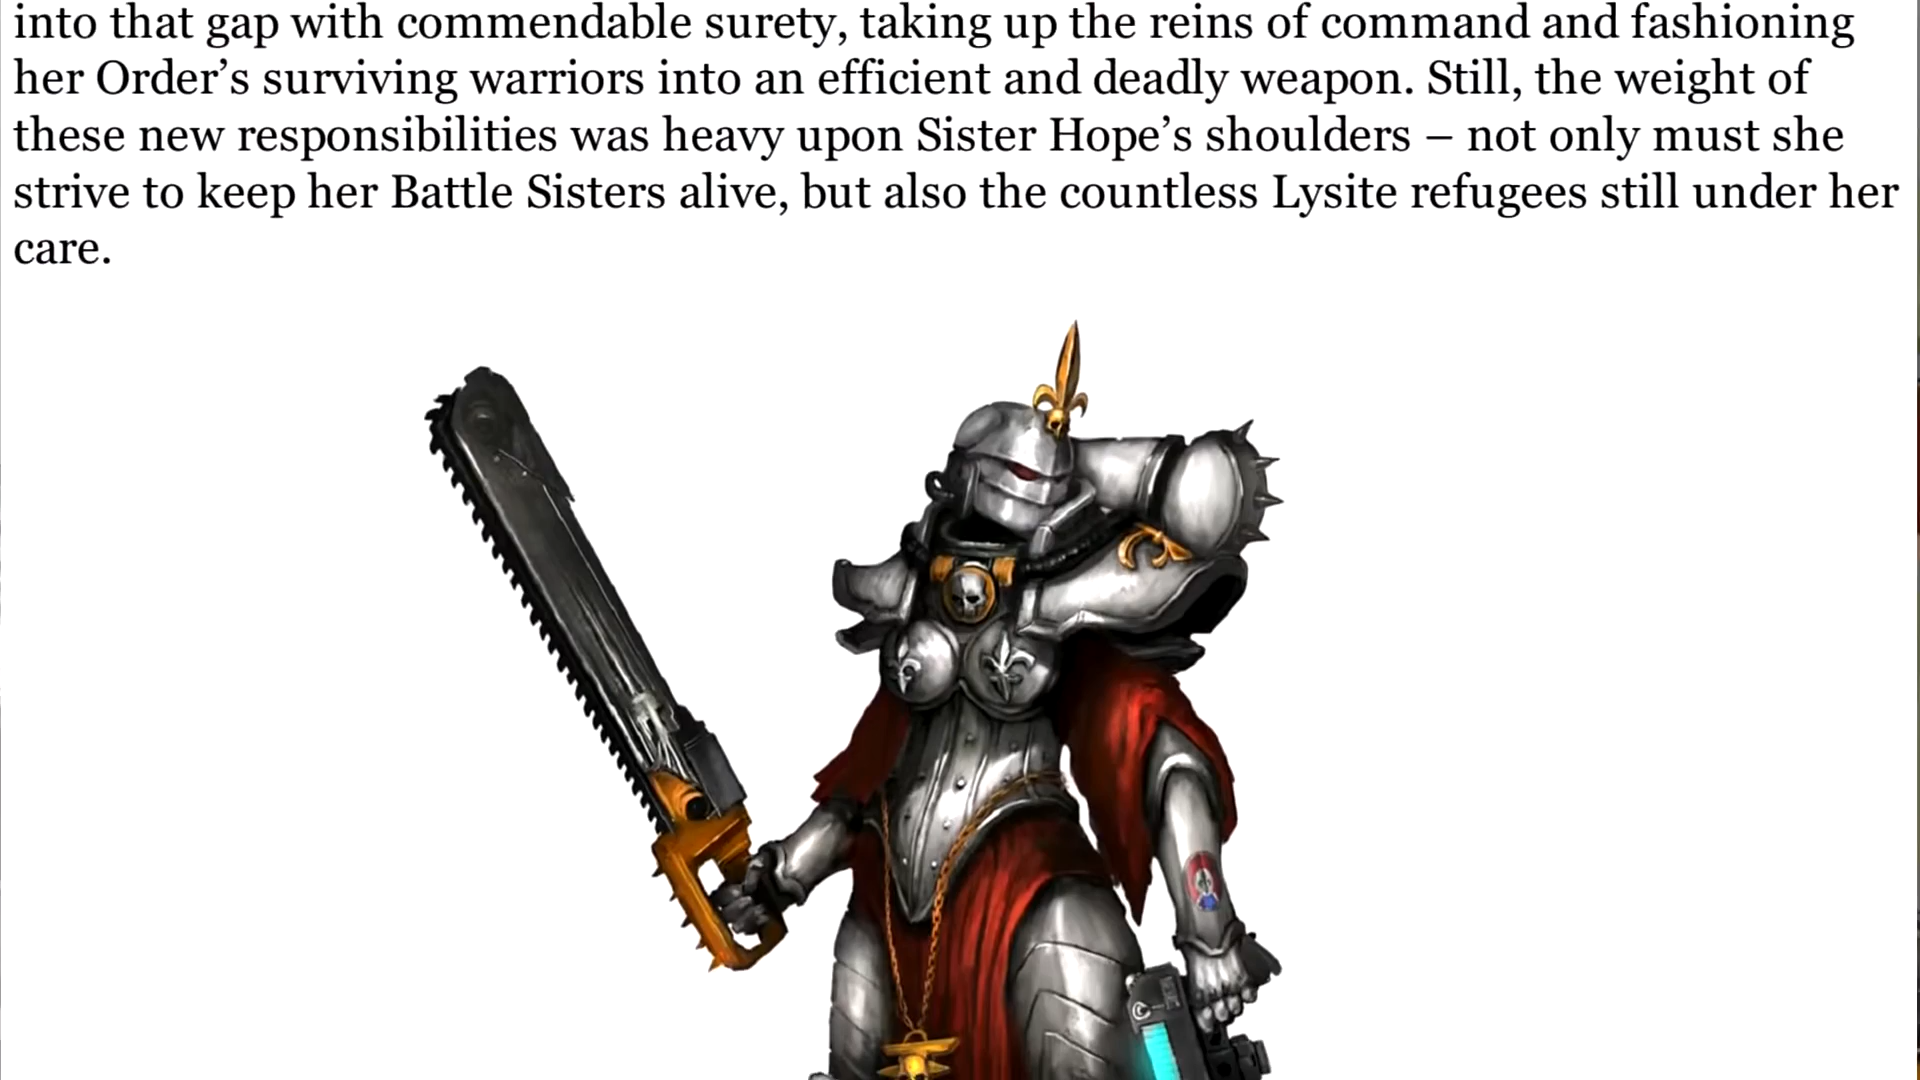 into that gap with commendable surety, taking up the reins of command and fashioning
her Order’s surviving warriors into an efficient and deadly weapon. Still, the weight of
these new responsibilities was heavy upon Sister Hope’s shoulders – not only must she
strive to keep her Battle Sisters alive, but also the countless Lysite refugees still under her
care.